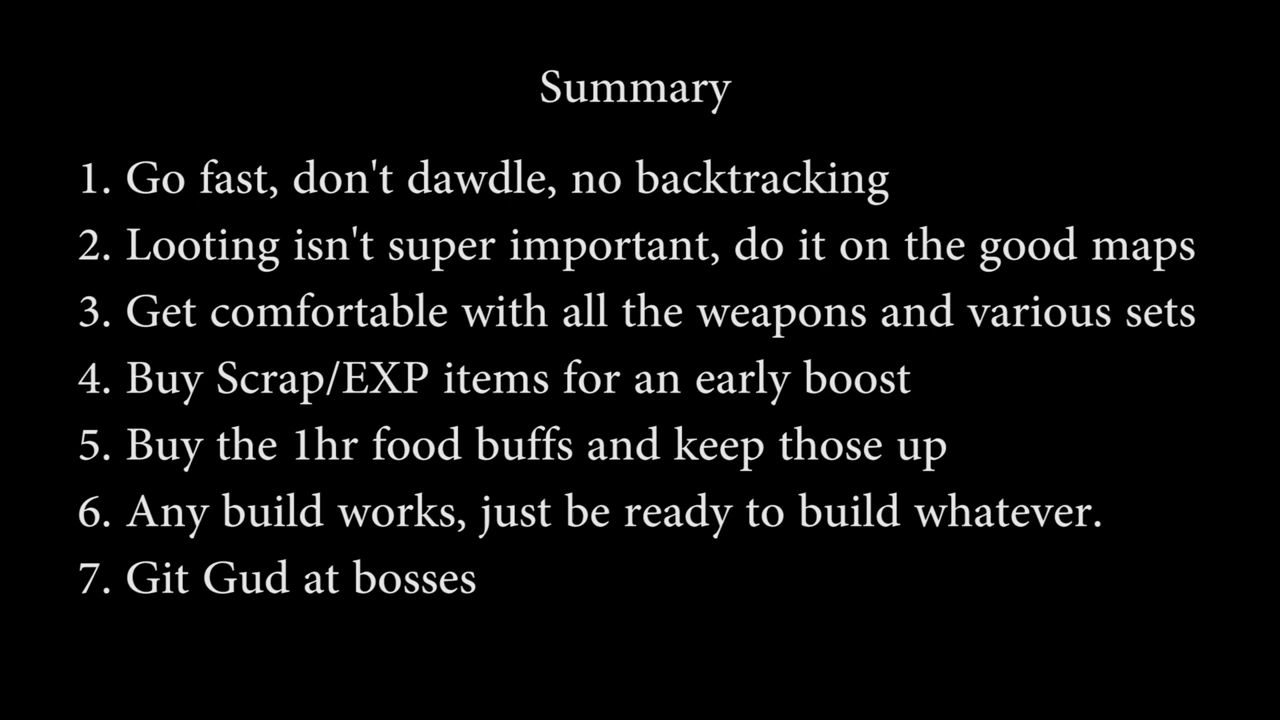 Summary
1. Go fast, don't dawdle, no backtracking
2. Looting isn't super important, do it on the good maps
3. Get comfortable with all the weapons and various sets
4. Buy Scrap/EXP items for an early boost
5. Buy the 1hr food buffs and keep those up
6. Any build works, just be ready to build whatever.
7. Git Gud at bosses